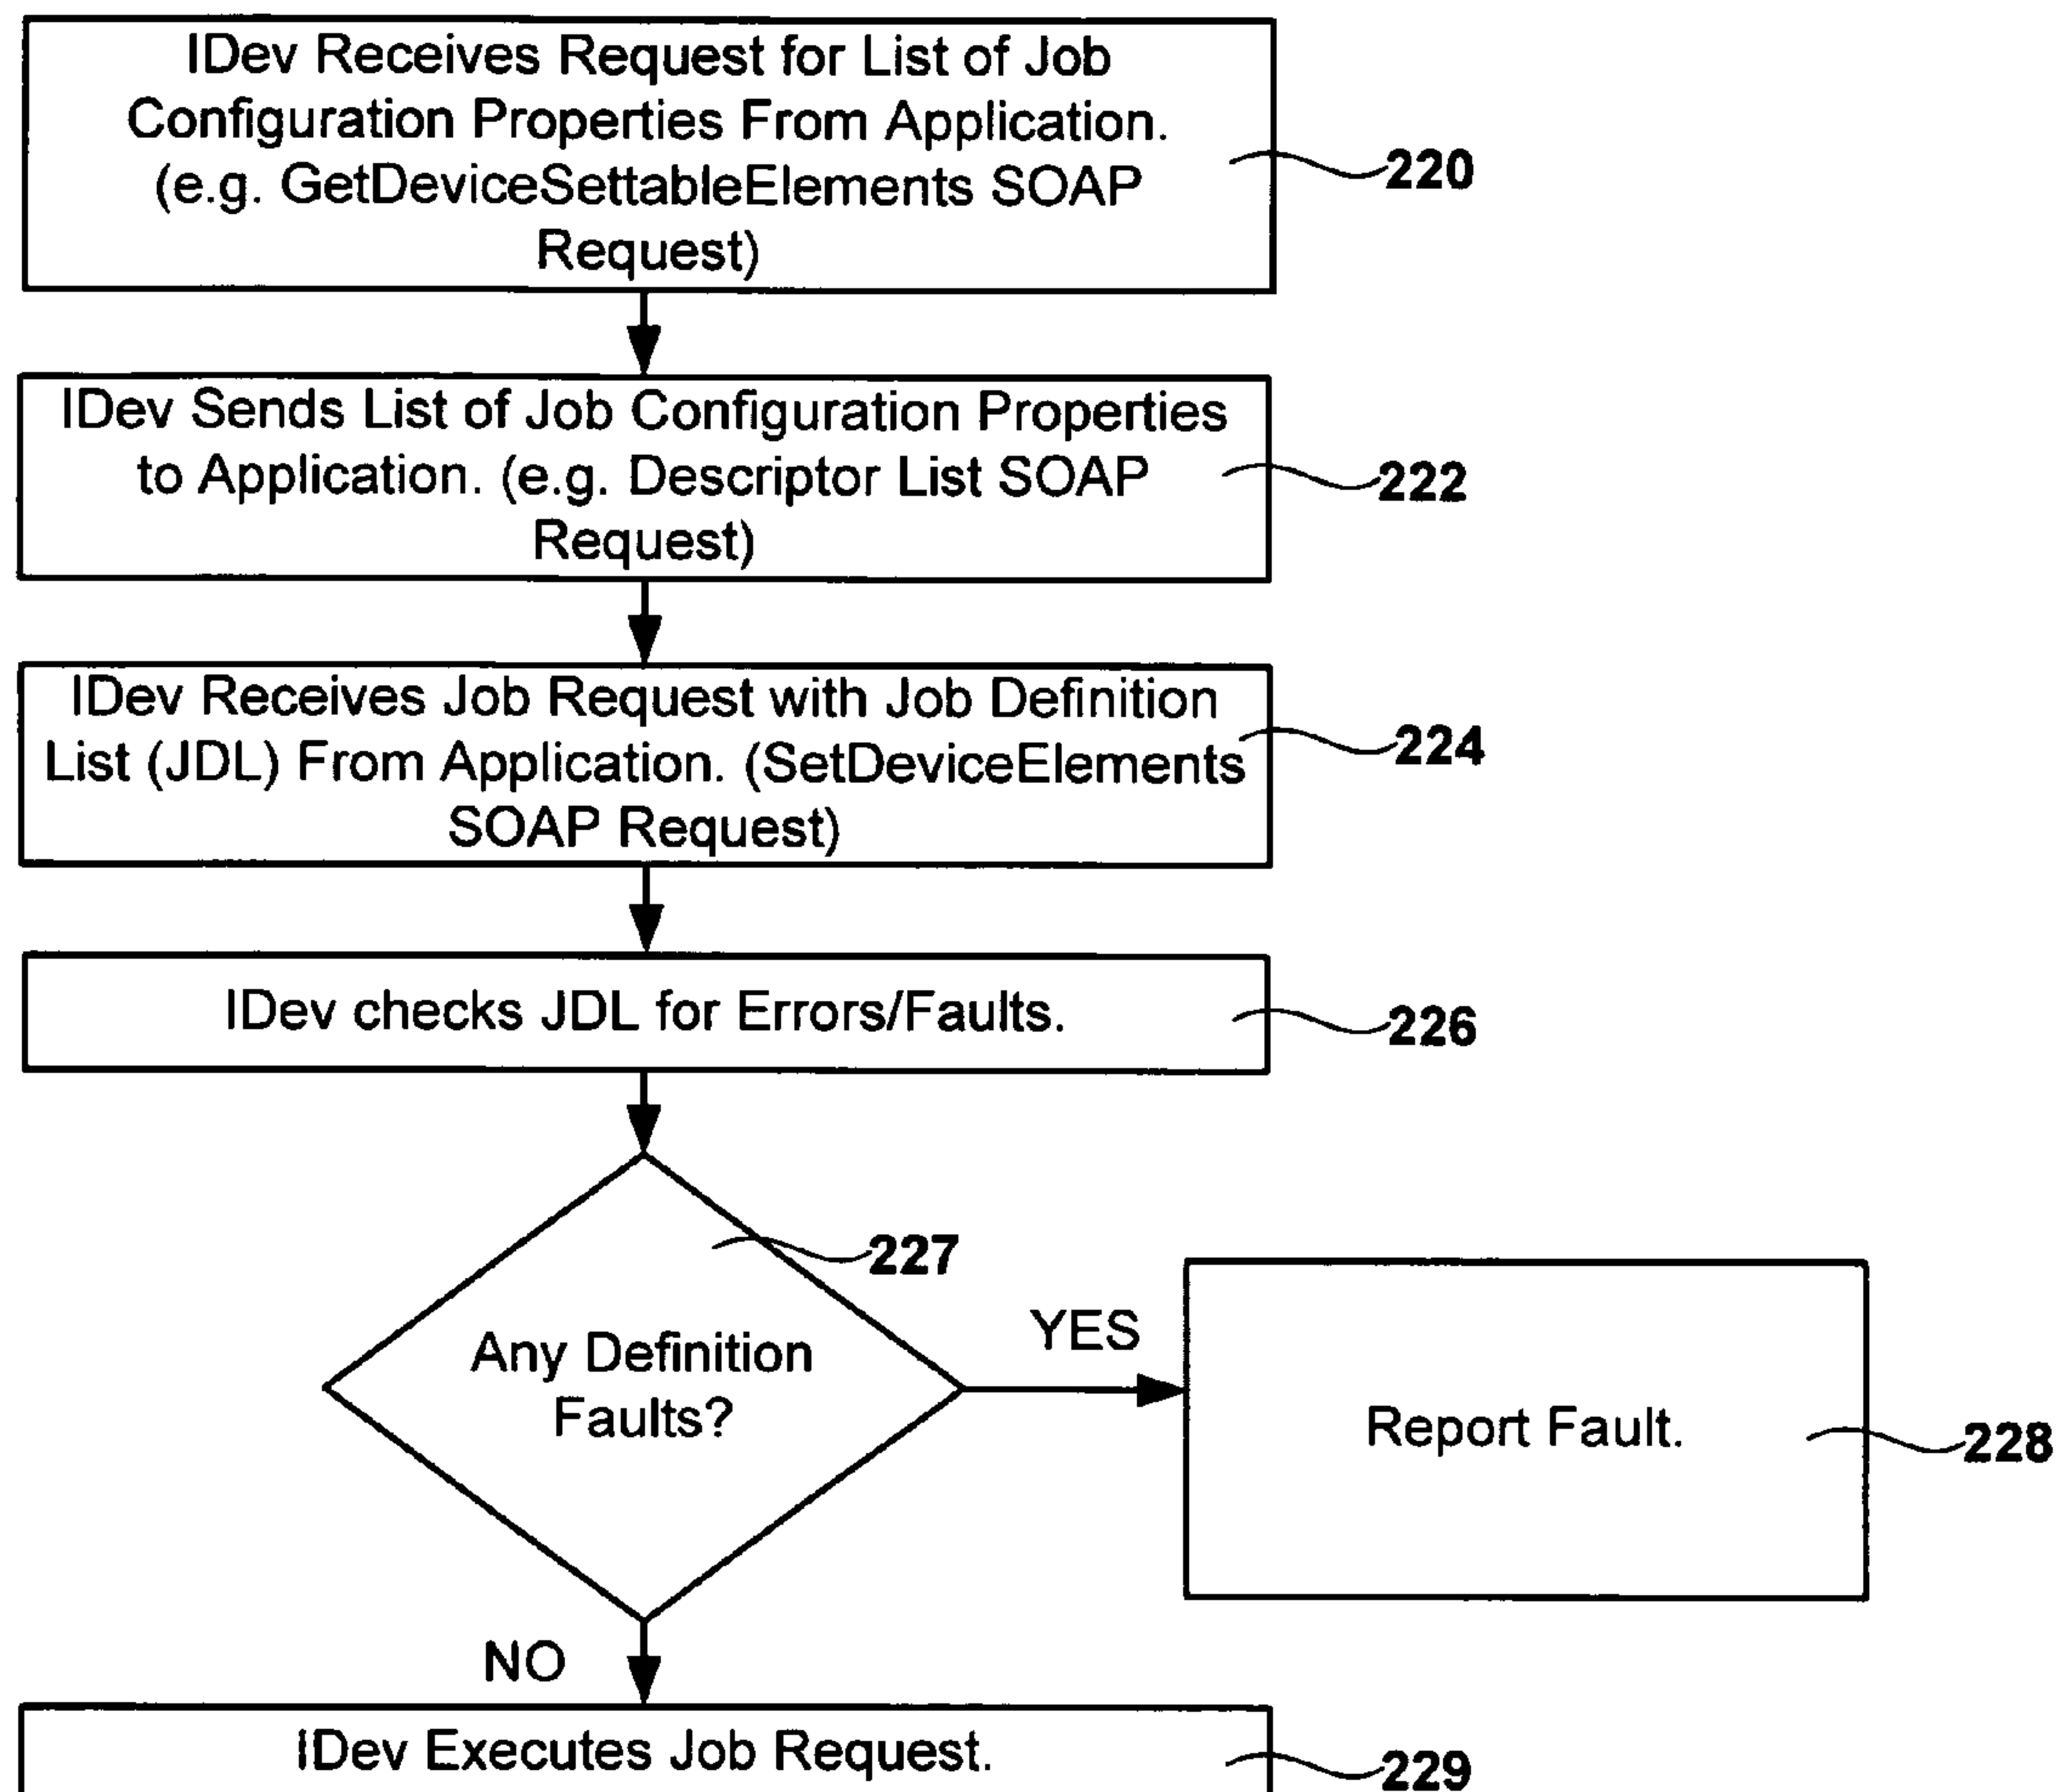 IDev Receives Request for List of Job
Configuration Properties From Application.
(e.g. GetDeviceSettableElements SOAP
Request)
220
IDev Sends List of Job Configuration Properties
to Application. (e.g. Descriptor List SOAP
Request)
222
IDev Receives Job Request with Job Definition
List (JDL) From Application. (SetDeviceElements
SOAP Request)
224
IDev checks JDL for Errors/Faults.
226
227
Any Definition
Faults?
YES
Report Fault.
228
NO
IDev Executes Job Request.
229